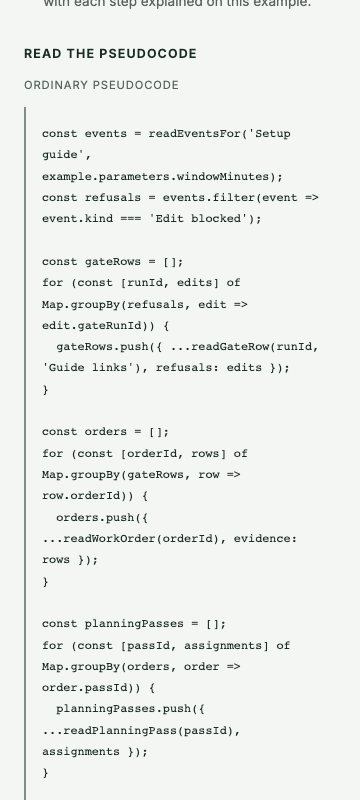 with each step explained on this example.
READ THE PSEUDOCODE
ORDINARY PSEUDOCODE
const events = readEventsFor('Setup
guide',
example.parameters.windowMinutes);
const refusals = events.filter(event =>
event.kind === 'Edit blocked');
const gateRows = [];
for (const [runId, edits] of
Map.groupBy(refusals, edit =>
edit.gateRunId)) {
  gateRows.push({ ...readGateRow(runId,
'Guide links'), refusals: edits });
}
const orders = [];
for (const [orderId, rows] of
Map.groupBy(gateRows, row =>
row.orderId)) {
  orders.push({
...readWorkOrder(orderId), evidence:
rows });
}
const planningPasses = [];
for (const [passId, assignments] of
Map.groupBy(orders, order =>
order.passId)) {
  planningPasses.push({
...readPlanningPass(passId),
assignments });
}